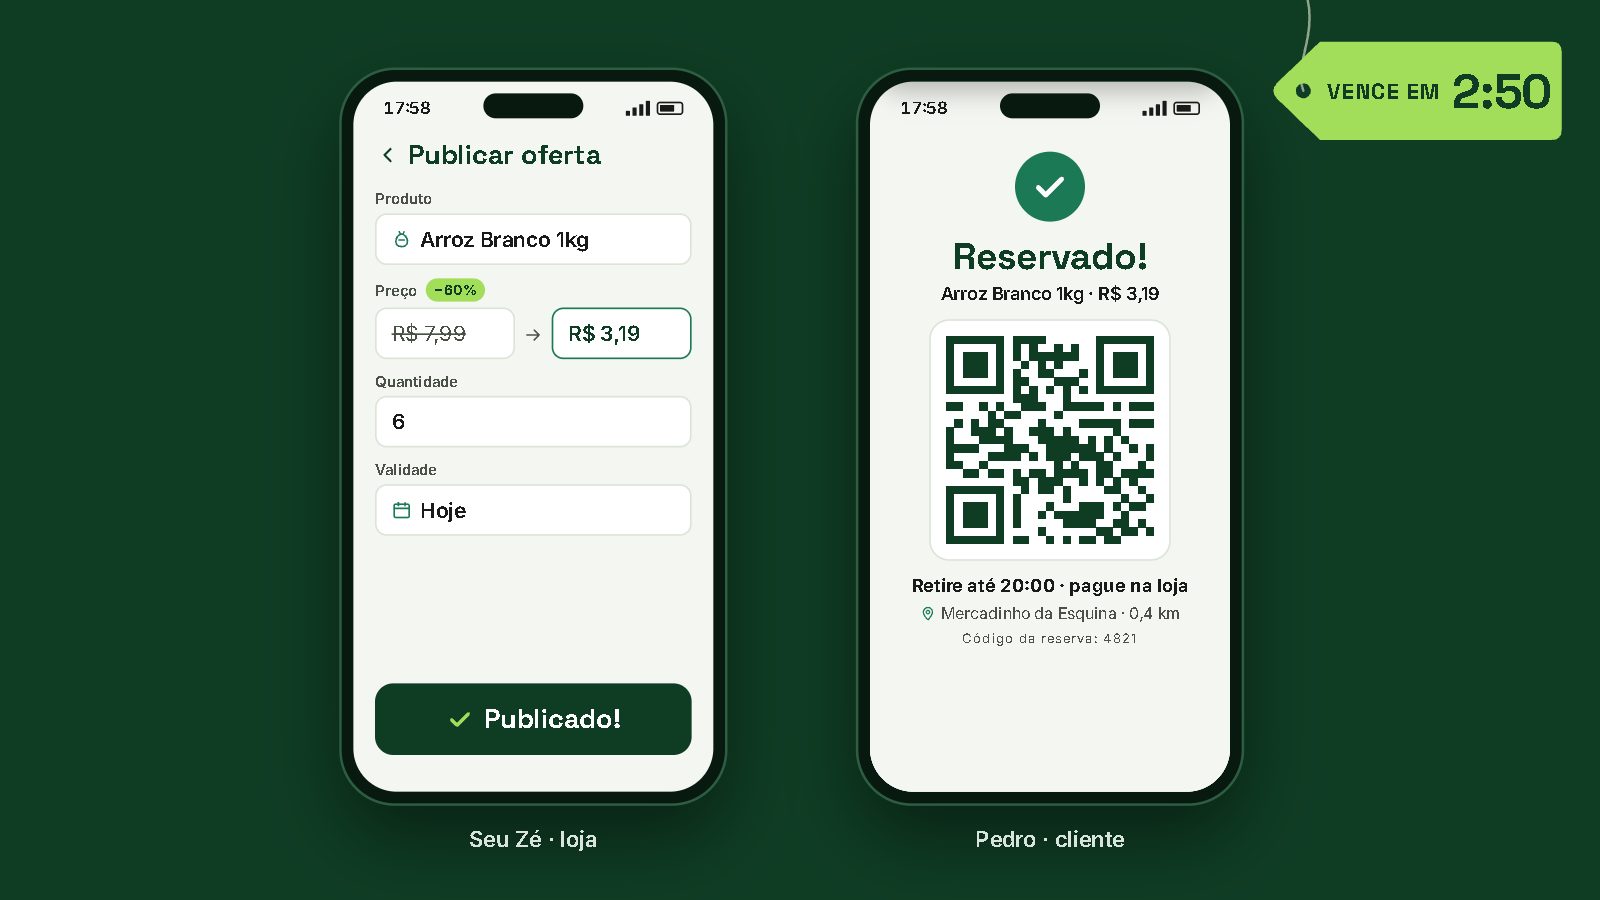 17:58
Publicar oferta
Produto
Arroz Branco 1kg
Preço -60%
R$ 7,99 → R$ 3,19
Quantidade
6
Validade
Hoje
Publicado!
Seu Zé · loja
17:58
Reservado!
Arroz Branco 1kg · R$ 3,19
Retire até 20:00 · pague na loja
Mercadinho da Esquina · 0,4 km
Código da reserva: 4821
Pedro · cliente
VENCE EM 2:50